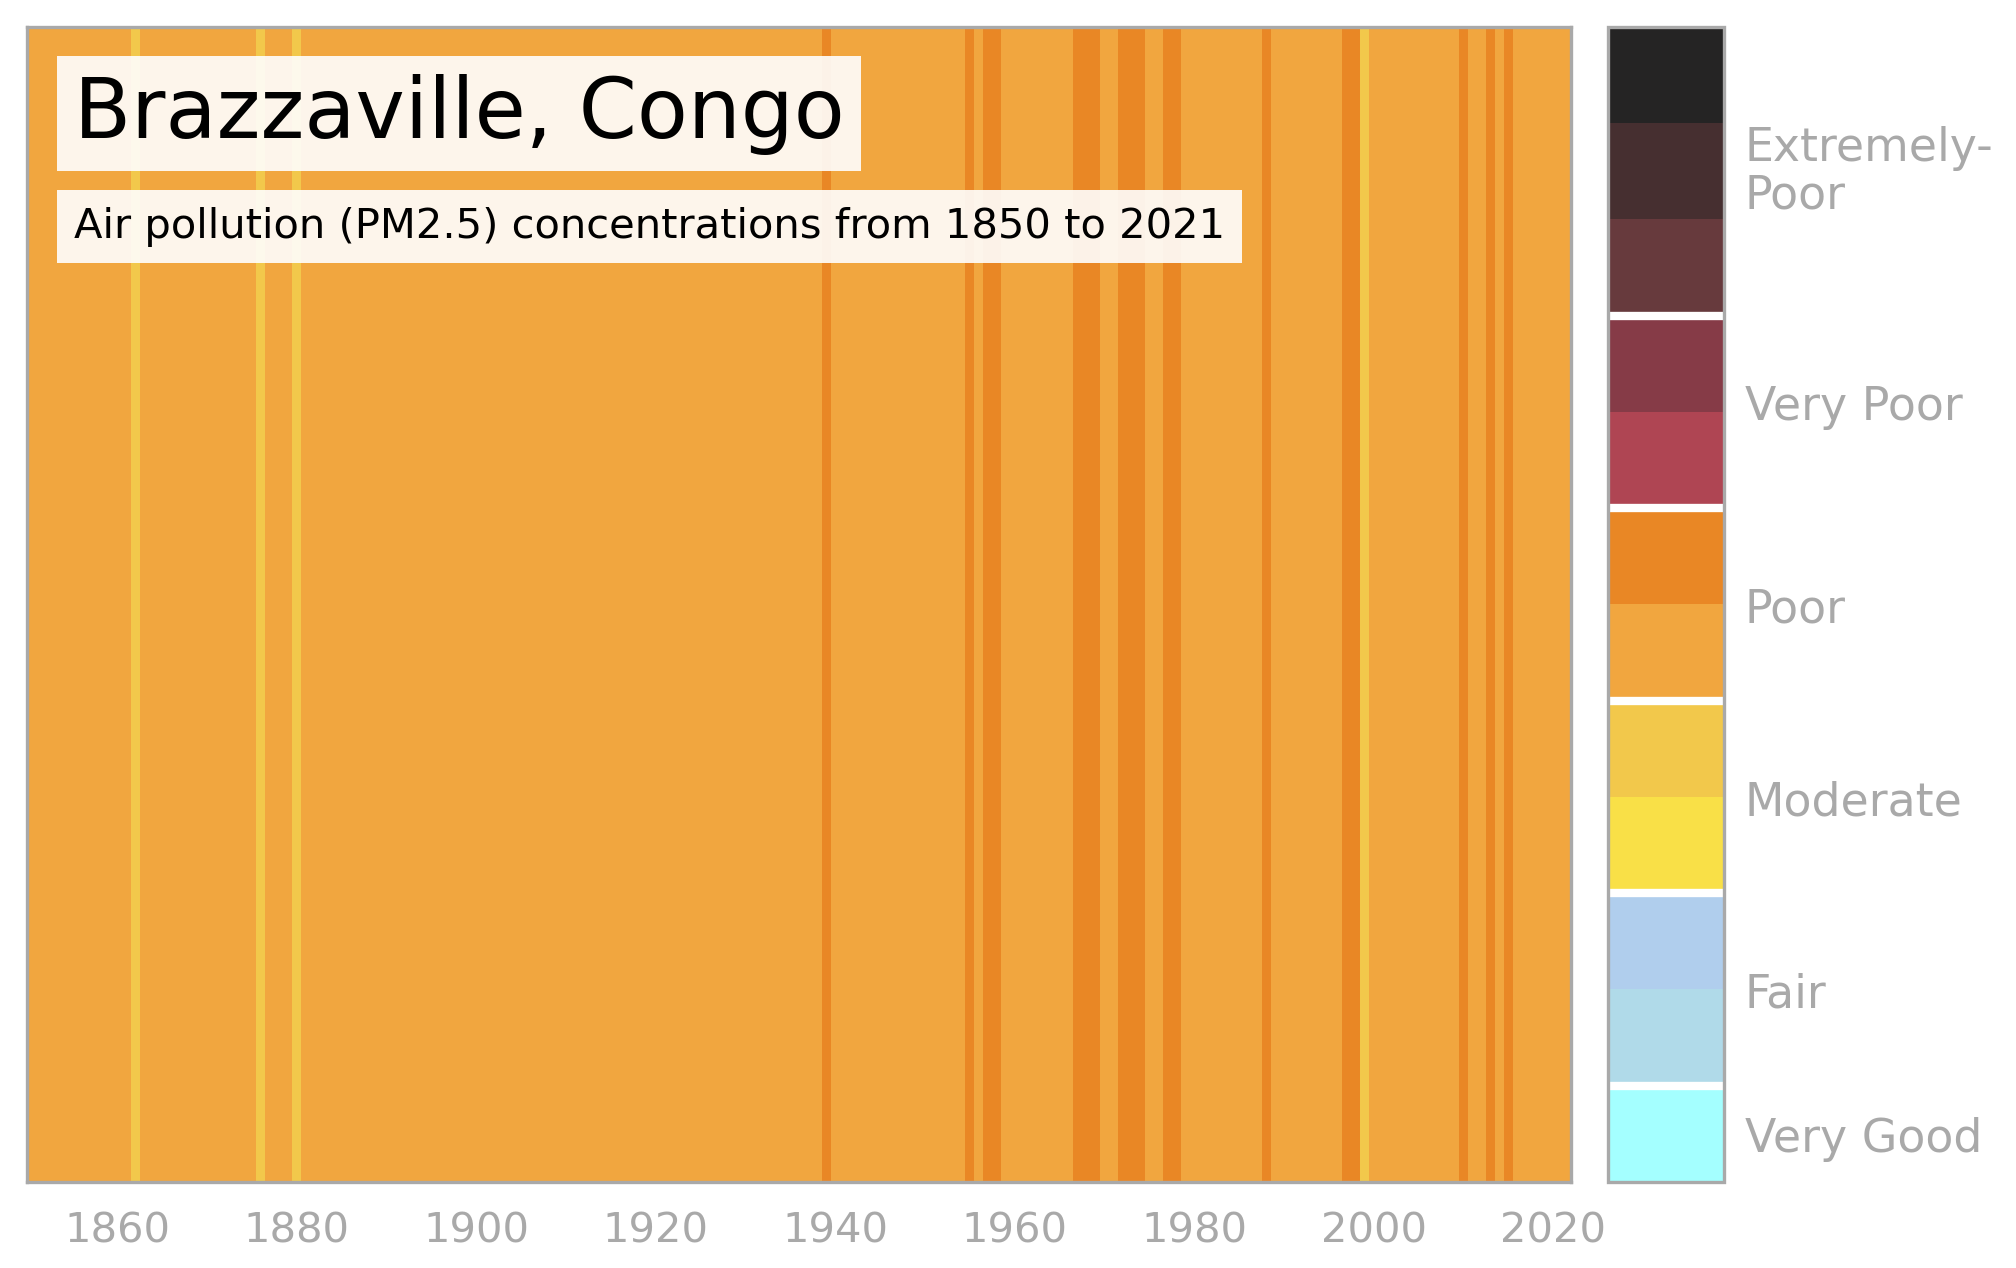 Brazzaville, Congo
Air pollution (PM2.5) concentrations from 1850 to 2021
Extremely-
Poor
Very Poor
Poor
Moderate
Fair
Very Good
1860 1880 1900 1920 1940 1960 1980 2000 2020